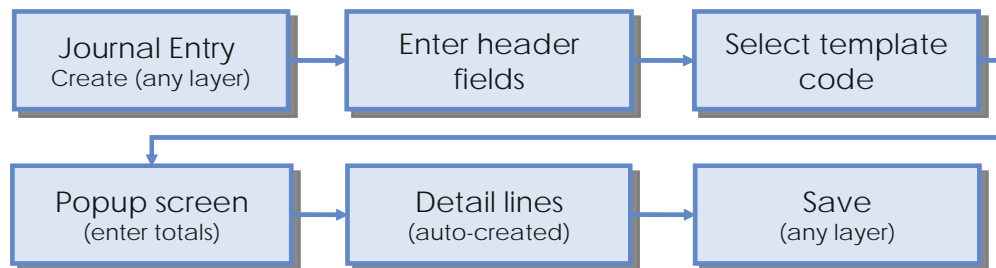 Journal Entry
Create (any layer)
Enter header
fields
Select template
code
Popup screen
(enter totals)
Detail lines
(auto-created)
Save
(any layer)